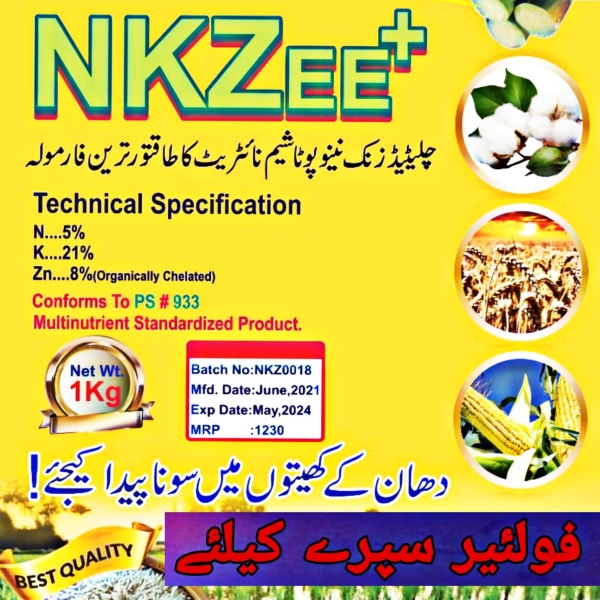 NKZEE+
چلیٹیڈ زنک نینو پوٹاشیم نائٹریٹ کا طاقتور ترین فارمولہ
Technical Specification
N....5%
K....21%
Zn....8%(Organically Chelated)
Conforms To PS # 933
Multinutrient Standardized Product.
Net Wt.
1Kg
Batch No:NKZ0018
Mfd. Date:June,2021
Exp Date:May,2024
MRP :1230
دھان کے کھیتوں میں سونا پیدا کیجئے!
فولئیر سپرے کیلئے
BEST QUALITY